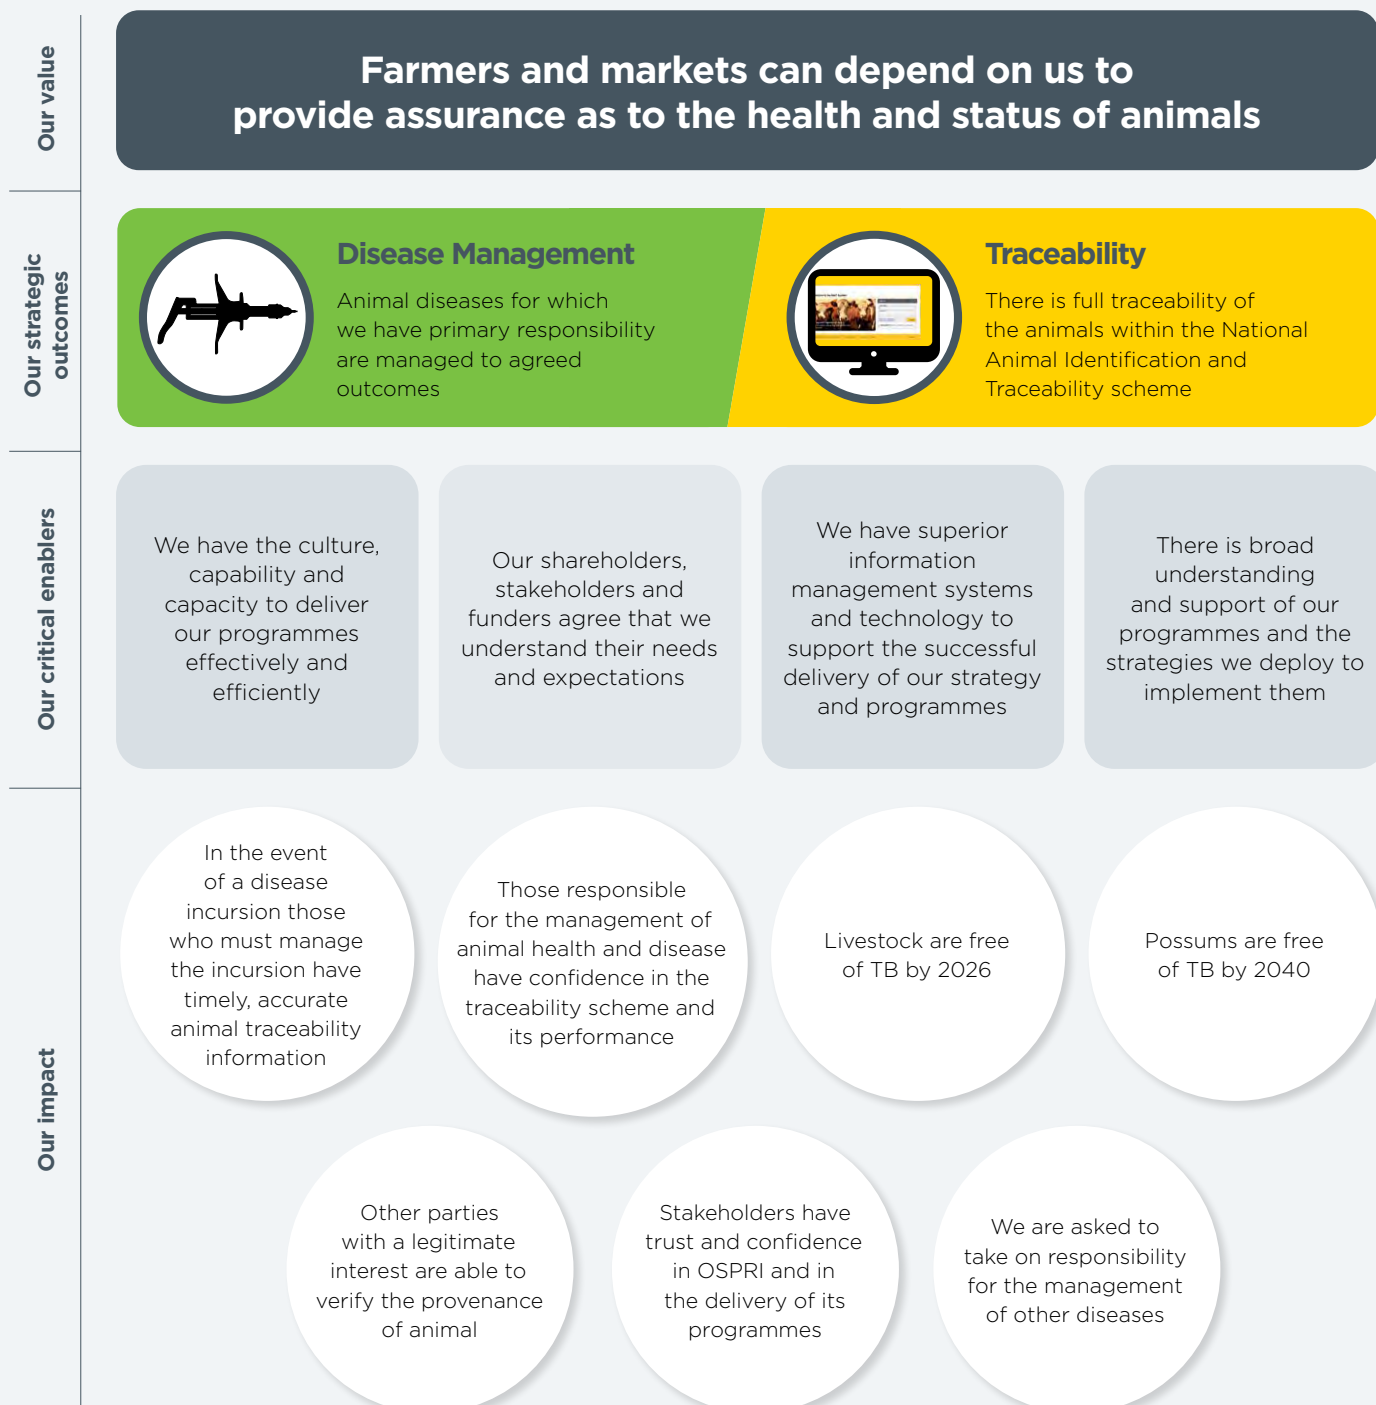 Our value
Farmers and markets can depend on us to
provide assurance as to the health and status of animals
Our strategic
outcomes
Disease Management
Animal diseases for which
we have primary responsibility
are managed to agreed
outcomes
Traceability
There is full traceability of
the animals within the National
Animal Identification and
Traceability scheme
Our critical enablers
We have the culture,
capability and
capacity to deliver
our programmes
effectively and
efficiently
Our shareholders,
stakeholders and
funders agree that we
understand their needs
and expectations
We have superior
information
management systems
and technology to
support the successful
delivery of our strategy
and programmes
There is broad
understanding
and support of our
programmes and the
strategies we deploy to
implement them
Our impact
In the event
of a disease
incursion those
who must manage
the incursion have
timely, accurate
animal traceability
information
Those responsible
for the management of
animal health and disease
have confidence in the
traceability scheme and
its performance
Livestock are free
of TB by 2026
Possums are free
of TB by 2040
Other parties
with a legitimate
interest are able to
verify the provenance
of animal
Stakeholders have
trust and confidence
in OSPRI and in
the delivery of its
programmes
We are asked to
take on responsibility
for the management
of other diseases